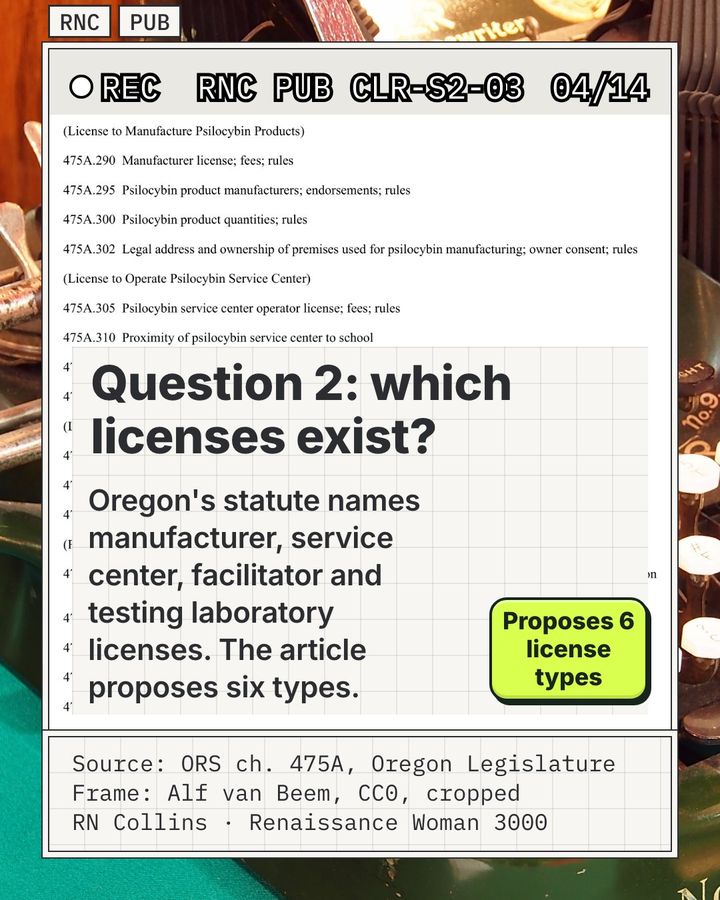 RNC PUB
REC RNC PUB CLR-S2-03 04/14
(License to Manufacture Psilocybin Products)
475A.290 Manufacturer license; fees; rules
475A.295 Psilocybin product manufacturers; endorsements; rules
475A.300 Psilocybin product quantities; rules
475A.302 Legal address and ownership of premises used for psilocybin manufacturing; owner consent; rules
(License to Operate Psilocybin Service Center)
475A.305 Psilocybin service center operator license; fees; rules
475A.310 Proximity of psilocybin service center to school
Question 2: which
licenses exist?
Oregon's statute names
manufacturer, service
center, facilitator and
testing laboratory
licenses. The article
proposes six types.
Proposes 6
license
types
Source: ORS ch. 475A, Oregon Legislature
Frame: Alf van Beem, CC0, cropped
RN Collins · Renaissance Woman 3000